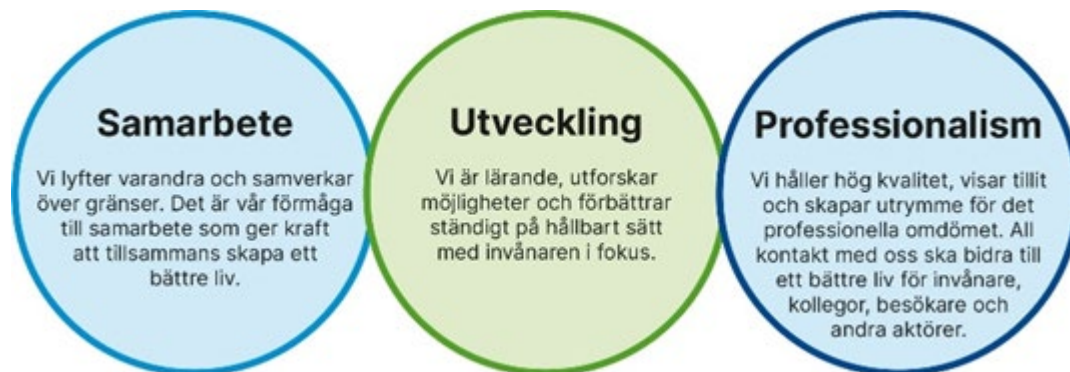 Samarbete
Vi lyfter varandra och samverkar
över gränser. Det är vår förmåga
till samarbete som ger kraft
att tillsammans skapa ett
bättre liv.
Utveckling
Vi är lärande, utforskar
möjligheter och förbättrar
ständigt på hållbart sätt
med invånaren i fokus.
Professionalism
Vi håller hög kvalitet, visar tillit
och skapar utrymme för det
professionella omdömet. All
kontakt med oss ska bidra till
ett bättre liv för invånare,
kollegor, besökare och
andra aktörer.